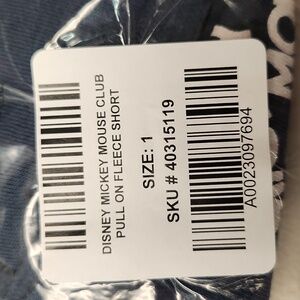 DISNEY MICKEY MOUSE CLUB
PULL ON FLEECE SHORT
SIZE: 1
SKU # 40315119
A0023097694